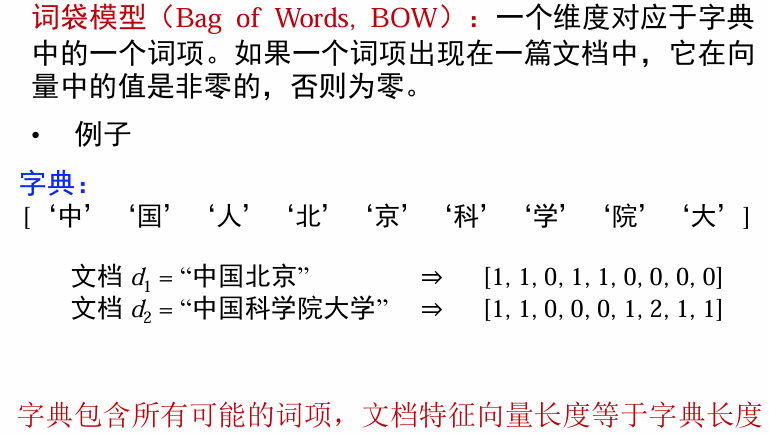 词袋模型（Bag of Words, BOW）：一个维度对应于字典
中的一个词项。如果一个词项出现在一篇文档中，它在向
量中的值是非零的，否则为零。
• 例子
字典：
[ ‘中’ ‘国’ ‘人’ ‘北’ ‘京’ ‘科’ ‘学’ ‘院’ ‘大’ ]
文档 d₁ = “中国北京” ⇒ [1, 1, 0, 1, 1, 0, 0, 0, 0]
文档 d₂ = “中国科学院大学” ⇒ [1, 1, 0, 0, 0, 1, 2, 1, 1]
字典包含所有可能的词项，文档特征向量长度等于字典长度